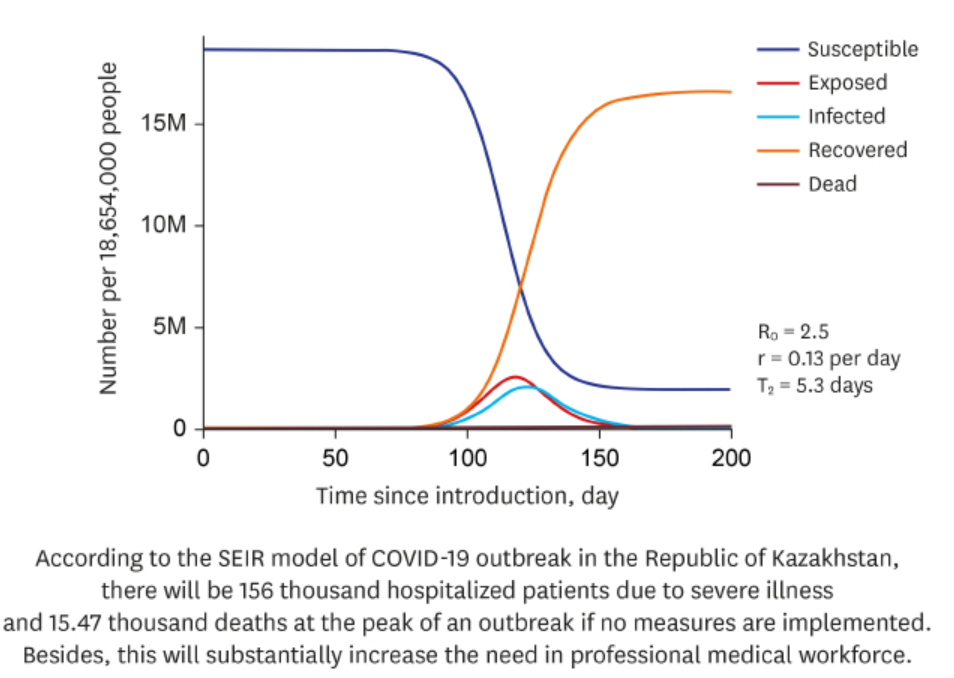 Number per 18,654,000 people
15M
10M
5M
0
0 50 100 150 200
Time since introduction, day
Susceptible
Exposed
Infected
Recovered
Dead
R₀ = 2.5
r = 0.13 per day
T₂ = 5.3 days
According to the SEIR model of COVID-19 outbreak in the Republic of Kazakhstan,
there will be 156 thousand hospitalized patients due to severe illness
and 15.47 thousand deaths at the peak of an outbreak if no measures are implemented.
Besides, this will substantially increase the need in professional medical workforce.